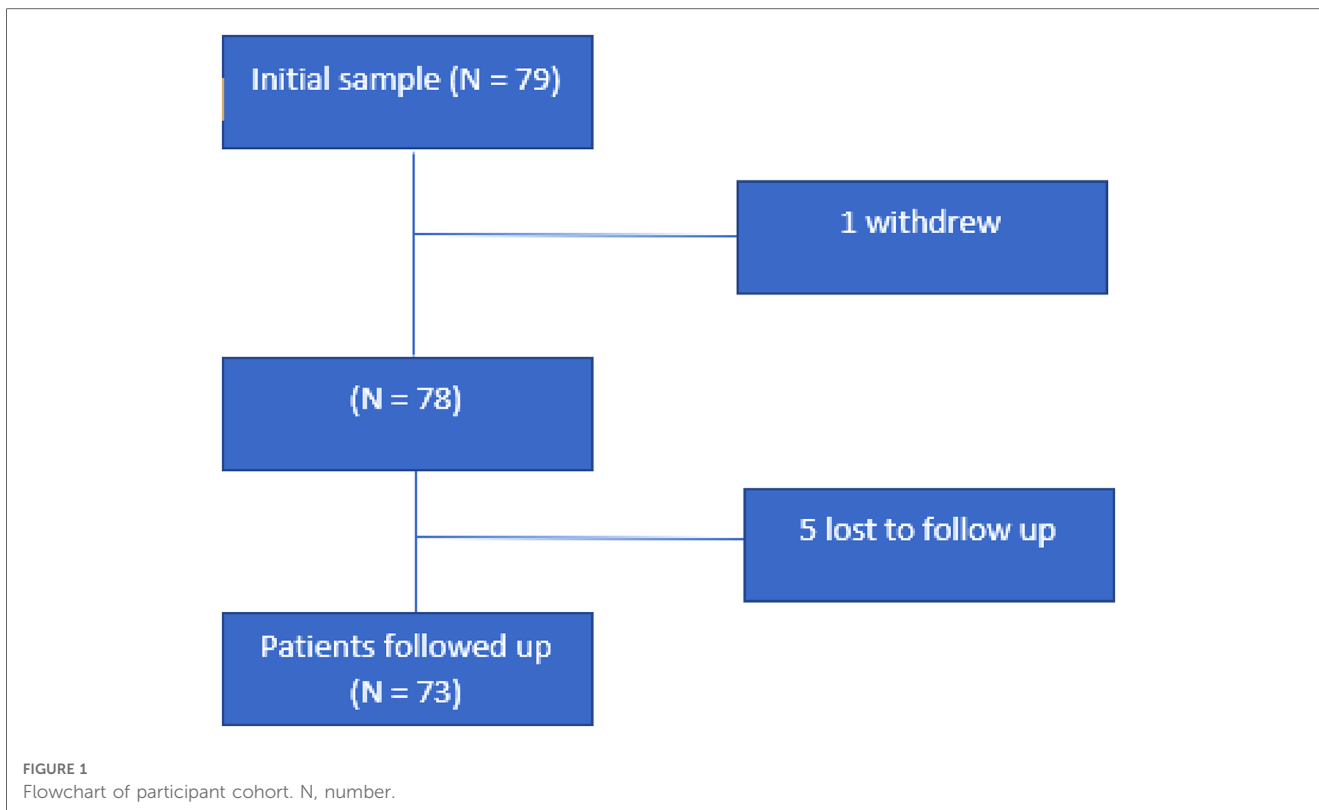 Initial sample (N = 79)
1 withdrew
(N = 78)
5 lost to follow up
Patients followed up
(N = 73)
FIGURE 1
Flowchart of participant cohort. N, number.